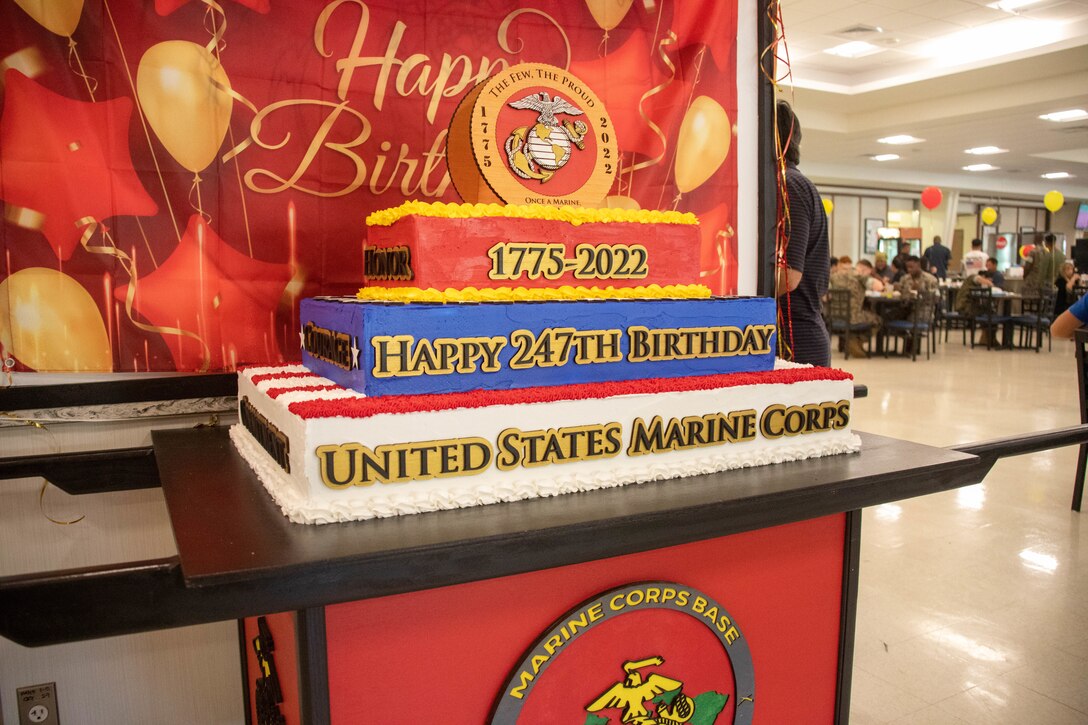 Happy
Birth
THE FEW, THE PROUD
1775
2022
ONCE A MARINE,
HONOR
1775-2022
COURAGE
HAPPY 247TH BIRTHDAY
UNITED STATES MARINE CORPS
MARINE CORPS BASE